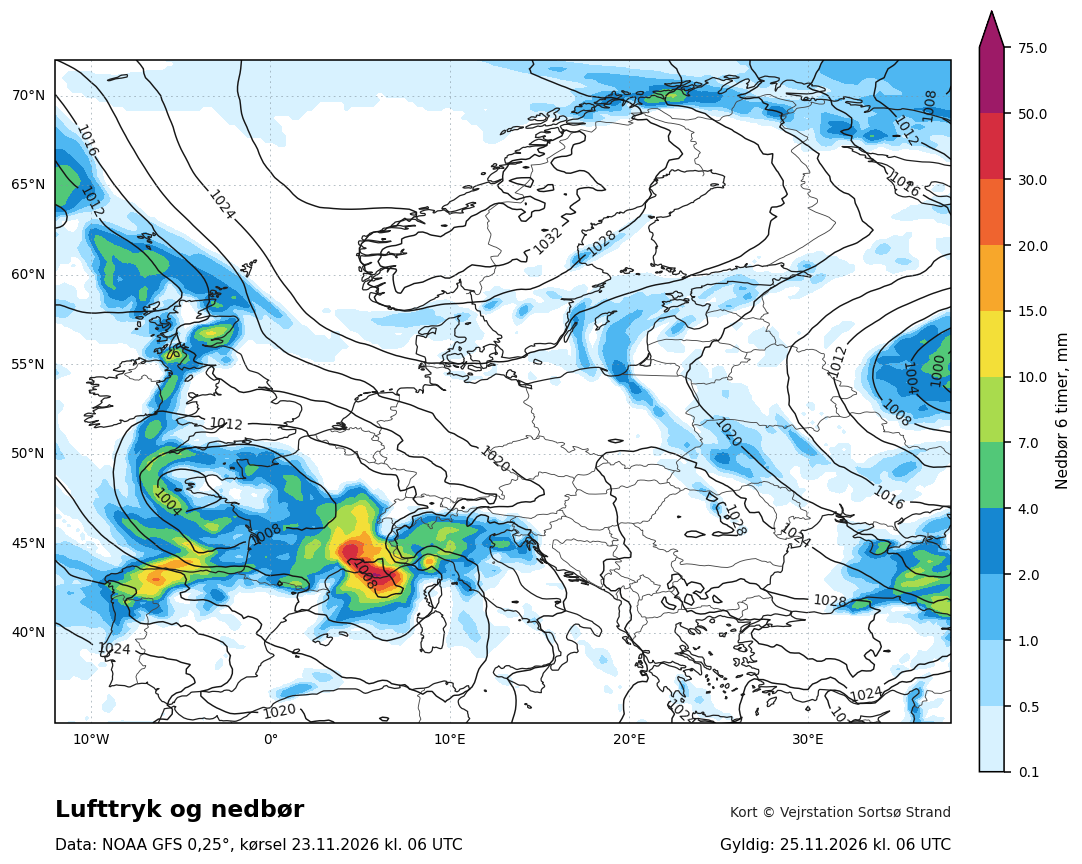 75.0
50.0
30.0
20.0
15.0
10.0
7.0
4.0
2.0
1.0
0.5
0.1
Nedbør 6 timer, mm
70°N
65°N
60°N
55°N
50°N
45°N
40°N
10°W
0°
10°E
20°E
30°E
1016
1012
1024
1032
1028
1008
1012
1016
1012
1004
1000
1008
1012
1020
1020
1016
1004
1008
1008
1028
1024
1028
1024
1020
1024
Lufttryk og nedbør
Kort © Vejrstation Sortsø Strand
Data: NOAA GFS 0,25°, kørsel 23.11.2026 kl. 06 UTC
Gyldig: 25.11.2026 kl. 06 UTC